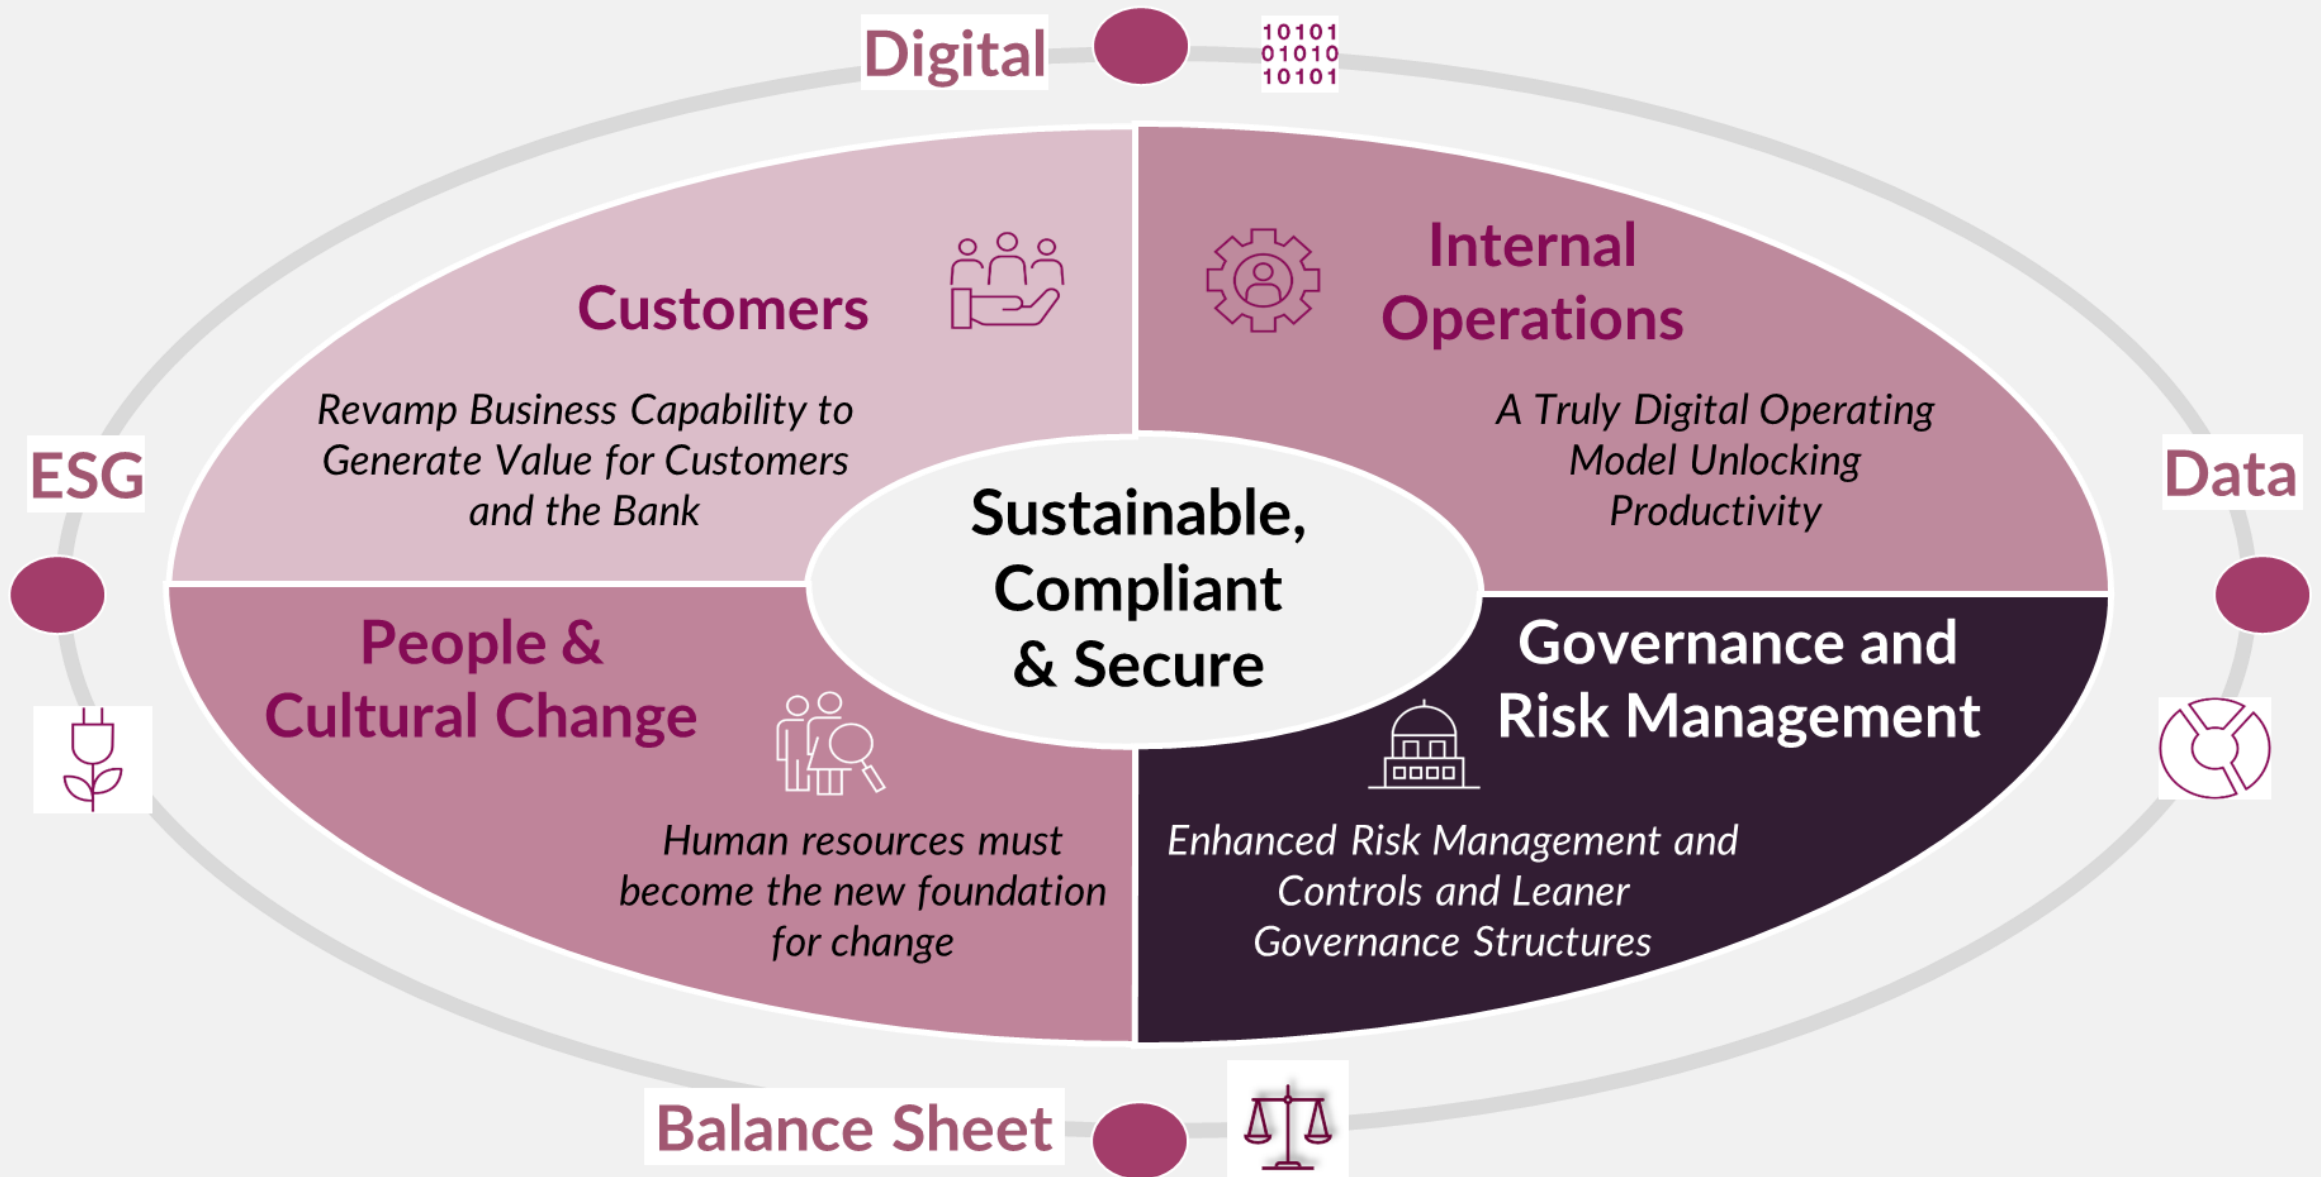 Digital
10101
01010
10101
Customers
Revamp Business Capability to
Generate Value for Customers
and the Bank
Internal
Operations
A Truly Digital Operating
Model Unlocking
Productivity
ESG
Data
Sustainable,
Compliant
& Secure
People &
Cultural Change
Human resources must
become the new foundation
for change
Governance and
Risk Management
Enhanced Risk Management and
Controls and Leaner
Governance Structures
Balance Sheet